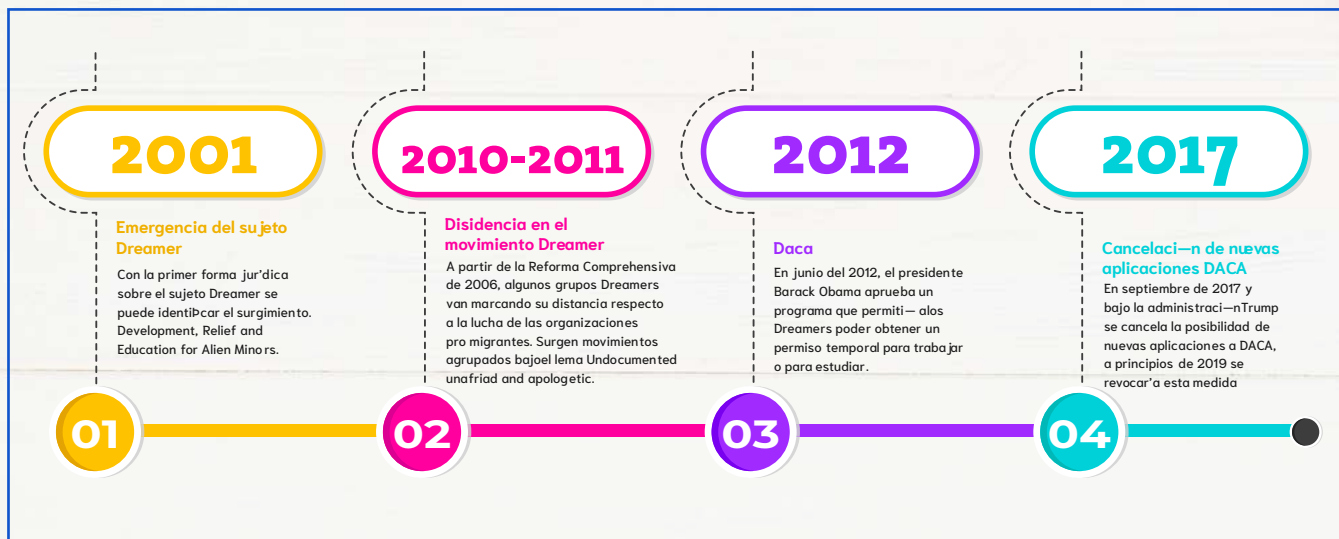 2001
Emergencia del sujeto
Dreamer
Con la primer forma jur'dica
sobre el sujeto Dreamer se
puede identiÞcar el surgimiento.
Development, Relief and
Education for Alien Minors.
01
2010-2011
Disidencia en el
movimiento Dreamer
A partir de la Reforma Comprehensiva
de 2006, algunos grupos Dreamers
van marcando su distancia respecto
a la lucha de las organizaciones
pro migrantes. Surgen movimientos
agrupados bajoel lema Undocumented
unafriad and apologetic.
02
2012
Daca
En junio del 2012, el presidente
Barack Obama aprueba un
programa que permiti— alos
Dreamers poder obtener un
permiso temporal para trabajar
o para estudiar.
03
2017
Cancelaci—n de nuevas
aplicaciones DACA
En septiembre de 2017 y
bajo la administraci—nTrump
se cancela la posibilidad de
nuevas aplicaciones a DACA,
a principios de 2019 se
revocar'a esta medida
04